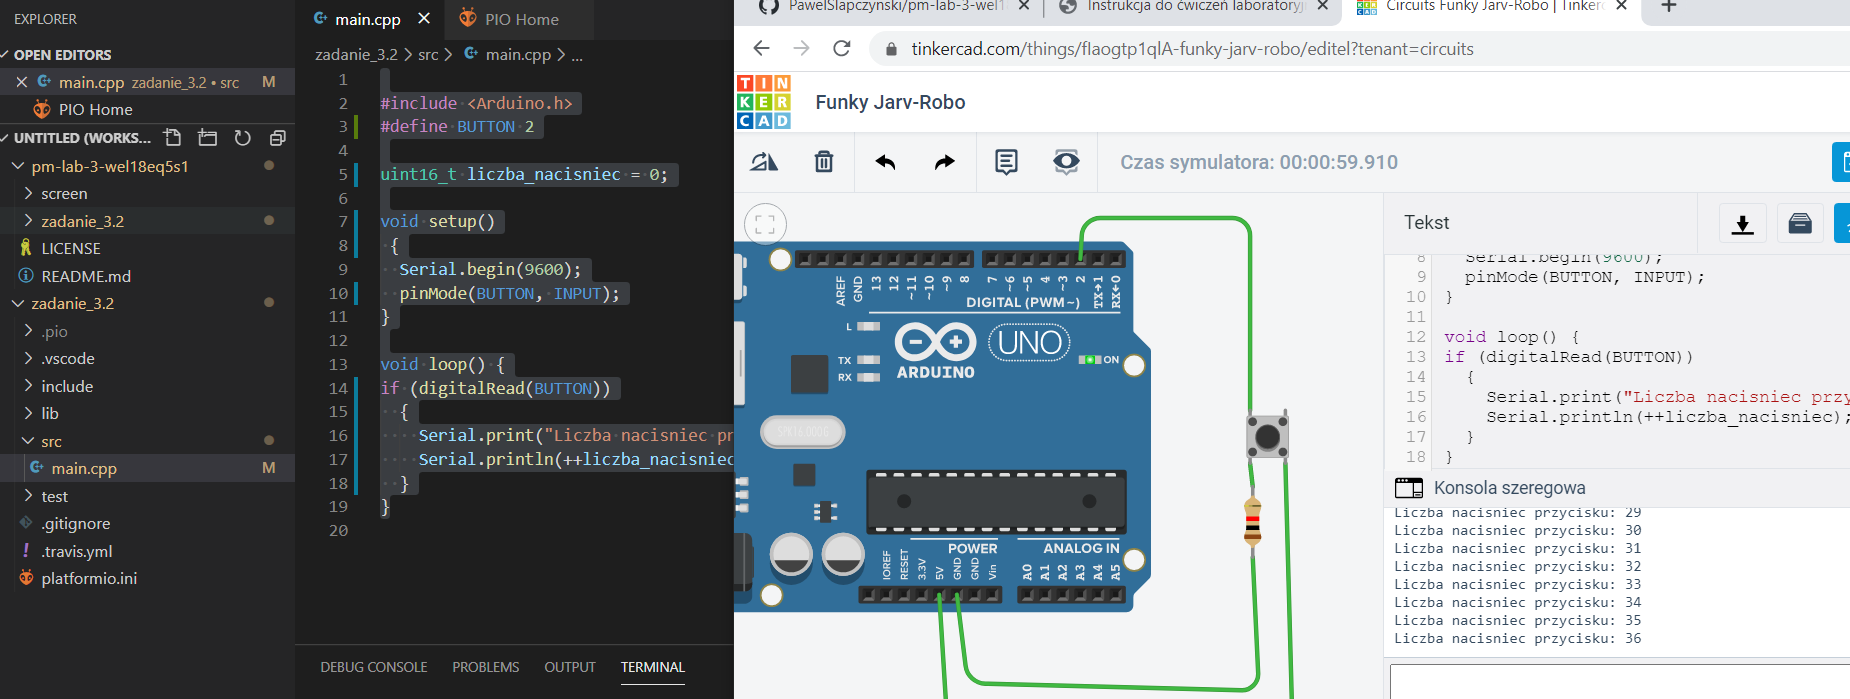 EXPLORER
OPEN EDITORS
main.cpp zadanie_3.2 • src M
PIO Home
UNTITLED (WORKS...
pm-lab-3-wel18eq5s1
screen
zadanie_3.2
LICENSE
README.md
zadanie_3.2
.pio
.vscode
include
lib
src
main.cpp M
test
.gitignore
.travis.yml
platformio.ini
main.cpp
PIO Home
zadanie_3.2 > src > main.cpp > ...
1
2 #include <Arduino.h>
3 #define BUTTON 2
4
5 uint16_t liczba_nacisniec = 0;
6
7 void setup()
8 {
9 Serial.begin(9600);
10 pinMode(BUTTON, INPUT);
11 }
12
13 void loop() {
14 if (digitalRead(BUTTON))
15 {
16 Serial.print("Liczba nacisniec pr
17 Serial.println(++liczba_nacisniec
18 }
19 }
20
DEBUG CONSOLE PROBLEMS OUTPUT TERMINAL
PawelSlapczynski/pm-lab-3-wel1
Instrukcja do ćwiczeń laboratoryj
Circuits Funky Jarv-Robo | Tinker
tinkercad.com/things/flaogtp1qlA-funky-jarv-robo/editel?tenant=circuits
TIN
KER
CAD
Funky Jarv-Robo
Czas symulatora: 00:00:59.910
AREF
GND
13
12
~11
~10
~9
8
7
~6
~5
4
~3
2
TX→1
RX←0
DIGITAL (PWM~)
L
TX
RX
ARDUINO
UNO
ON
POWER
ANALOG IN
IOREF
RESET
3.3V
5V
GND
GND
Vin
A0
A1
A2
A3
A4
A5
Tekst
8 Serial.begin(9600);
9 pinMode(BUTTON, INPUT);
10 }
11
12 void loop() {
13 if (digitalRead(BUTTON))
14 {
15 Serial.print("Liczba nacisniec przy
16 Serial.println(++liczba_nacisniec);
17 }
18 }
Konsola szeregowa
Liczba nacisniec przycisku: 29
Liczba nacisniec przycisku: 30
Liczba nacisniec przycisku: 31
Liczba nacisniec przycisku: 32
Liczba nacisniec przycisku: 33
Liczba nacisniec przycisku: 34
Liczba nacisniec przycisku: 35
Liczba nacisniec przycisku: 36